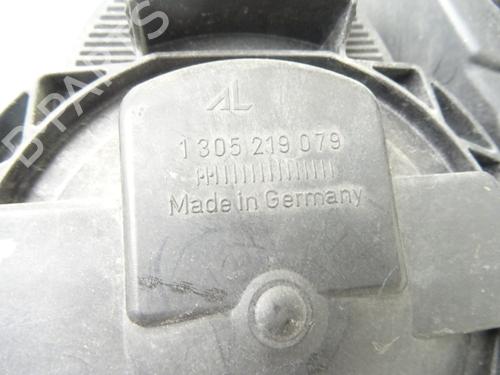 AL
1 305 219 079
Made in Germany
B-PARTS